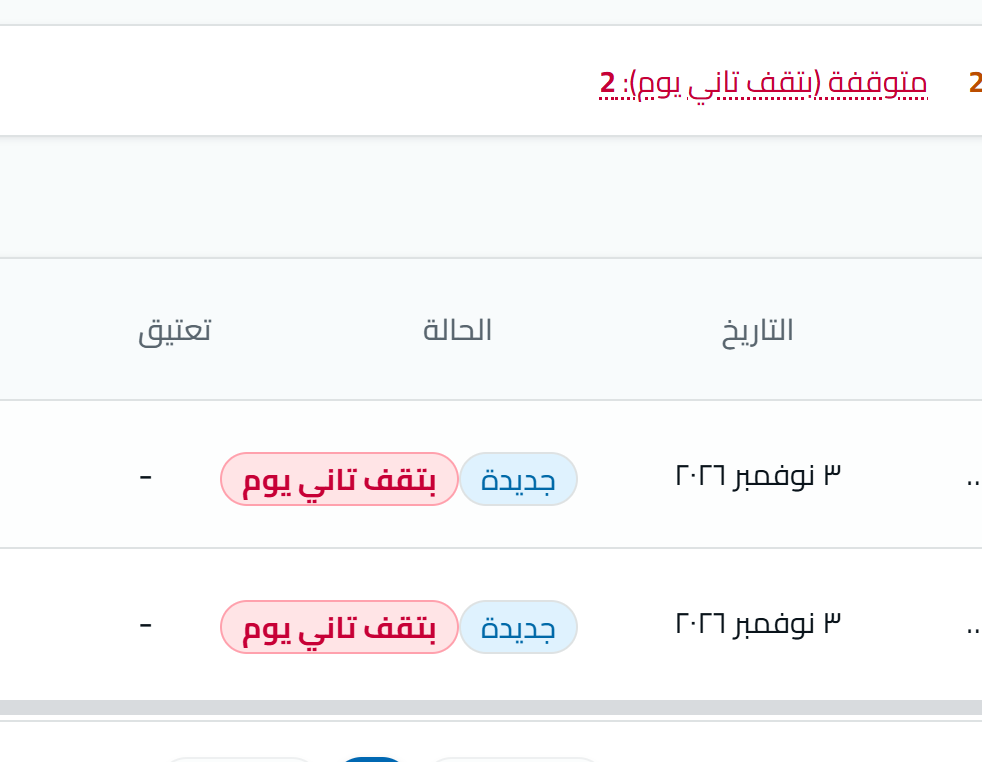 2 متوقفة (بتقف تاني يوم): 2
التاريخ الحالة تعتيق
.. ٣ نوفمبر ٢٠٢٦ جديدة بتقف تاني يوم -
.. ٣ نوفمبر ٢٠٢٦ جديدة بتقف تاني يوم -